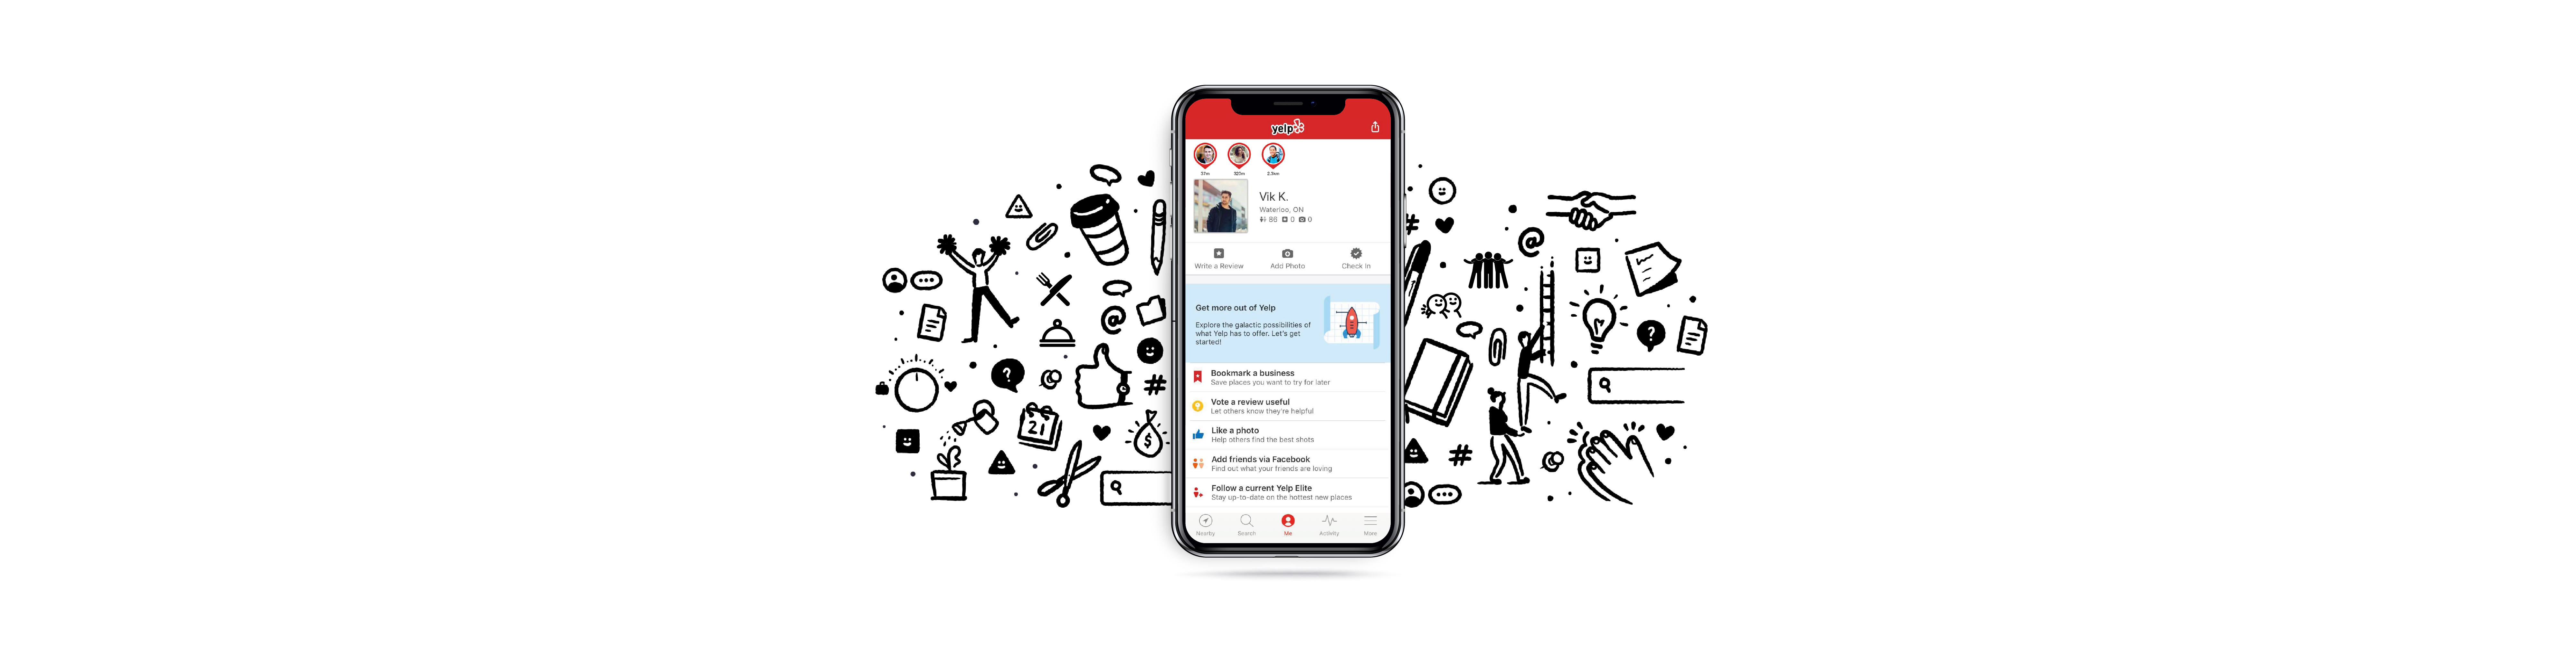 yelp
37m 320m 2.3km
Vik K.
Waterloo, ON
86 0 0
Write a Review Add Photo Check In
Get more out of Yelp
Explore the galactic possibilities of
what Yelp has to offer. Let's get
started!
Bookmark a business
Save places you want to try for later
Vote a review useful
Let others know they're helpful
Like a photo
Help others find the best shots
Add friends via Facebook
Find out what your friends are loving
Follow a current Yelp Elite
Stay up-to-date on the hottest new places
Nearby Search Me Activity More
#
@
?
@
?
#
21
$
#